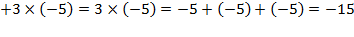 +3 × (−5) = 3 × (−5) = −5 + (−5) + (−5) = −15